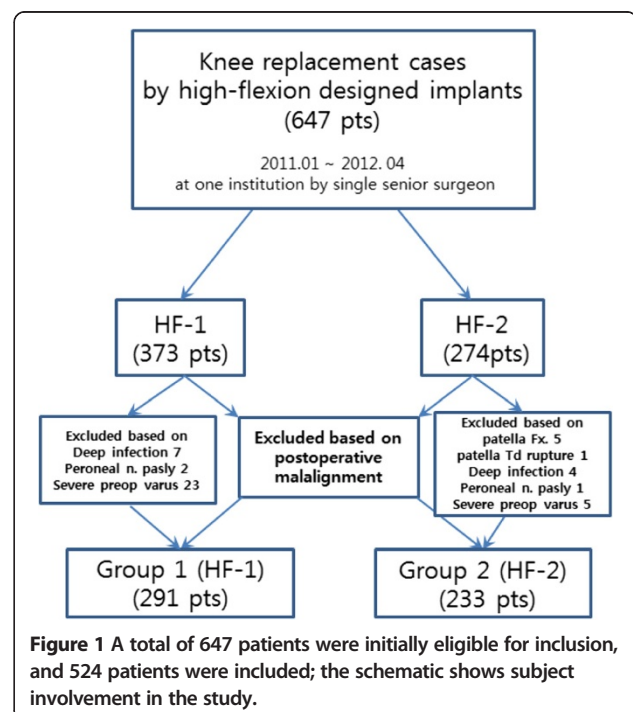 Knee replacement cases
by high-flexion designed implants
(647 pts)
2011.01 ~ 2012. 04
at one institution by single senior surgeon
HF-1
(373 pts)
HF-2
(274pts)
Excluded based on
Deep infection 7
Peroneal n. pasly 2
Severe preop varus 23
Excluded based on
postoperative
malalignment
Excluded based on
patella Fx. 5
patella Td rupture 1
Deep infection 4
Peroneal n. pasly 1
Severe preop varus 5
Group 1 (HF-1)
(291 pts)
Group 2 (HF-2)
(233 pts)
Figure 1 A total of 647 patients were initially eligible for inclusion,
and 524 patients were included; the schematic shows subject
involvement in the study.